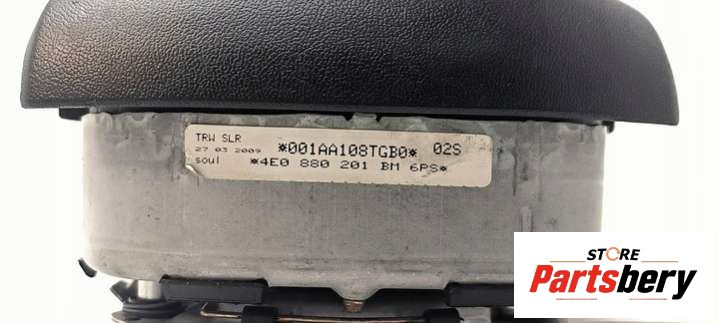 TRW SLR *001AA108TGB0* 02S
27 03 2009
soul *4E0 880 201 BM 6PS*
STORE
Partsbery